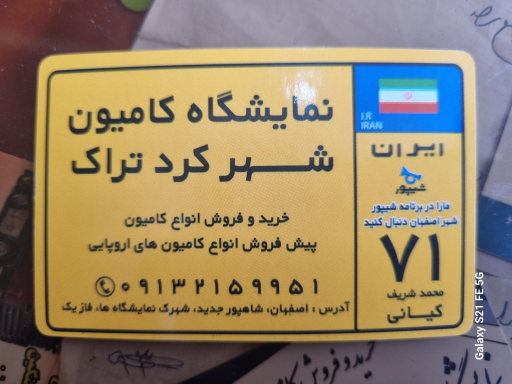 نمایشگاه کامیون
شهر کرد تراک
خرید و فروش انواع کامیون
پیش فروش انواع کامیون های اروپایی
۰۹۱۳۲۱۵۹۹۵۱
آدرس : اصفهان، شاهپور جدید، شهرک نمایشگاه ها، فاز یک
I.R
IRAN
ایران
شیپور
مارا در برنامه شیپور
شهر اصفهان دنبال کنید
۷۱
محمد شریف
کیانی
Galaxy S21 FE 5G